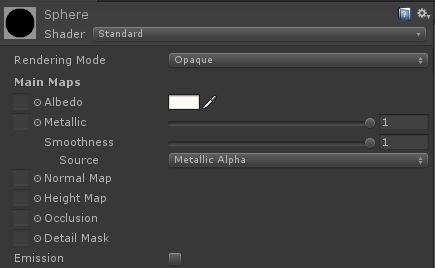 Sphere
Shader Standard
Rendering Mode Opaque
Main Maps
Albedo
Metallic 1
Smoothness 1
Source Metallic Alpha
Normal Map
Height Map
Occlusion
Detail Mask
Emission